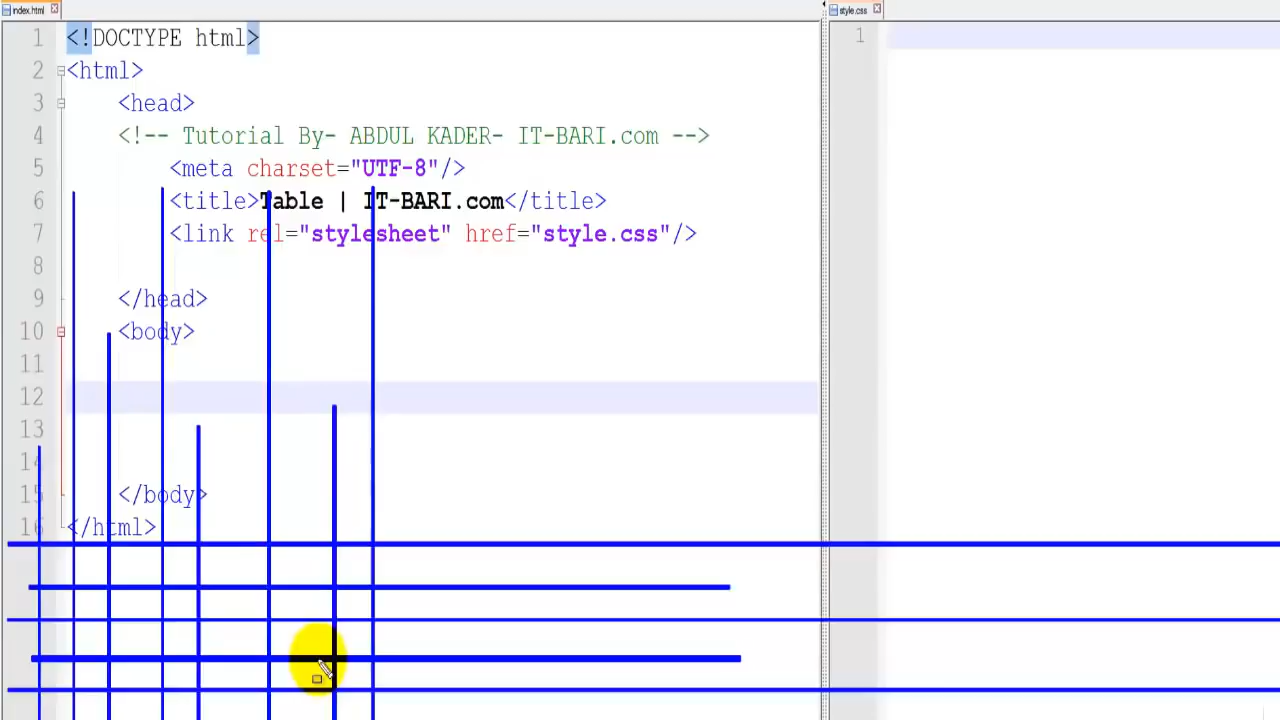 index.html
style.css
1 <!DOCTYPE html>
2 <html>
3 <head>
4 <!-- Tutorial By- ABDUL KADER- IT-BARI.com -->
5 <meta charset="UTF-8"/>
6 <title>Table | IT-BARI.com</title>
7 <link rel="stylesheet" href="style.css"/>
8
9 </head>
10 <body>
11
12
13
14
15 </body>
16 </html>
1